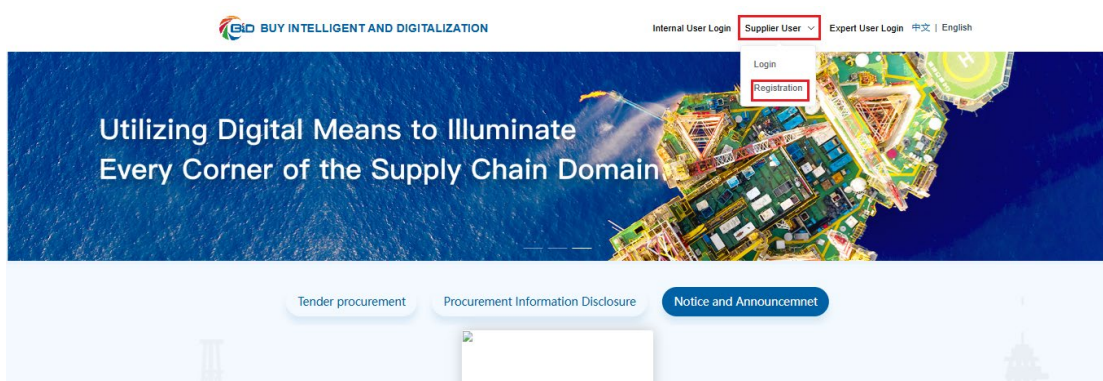 BID BUY INTELLIGENT AND DIGITALIZATION
Internal User Login Supplier User Expert User Login 中文 | English
Login
Registration
Utilizing Digital Means to Illuminate
Every Corner of the Supply Chain Domain
Tender procurement Procurement Information Disclosure Notice and Announcemnet